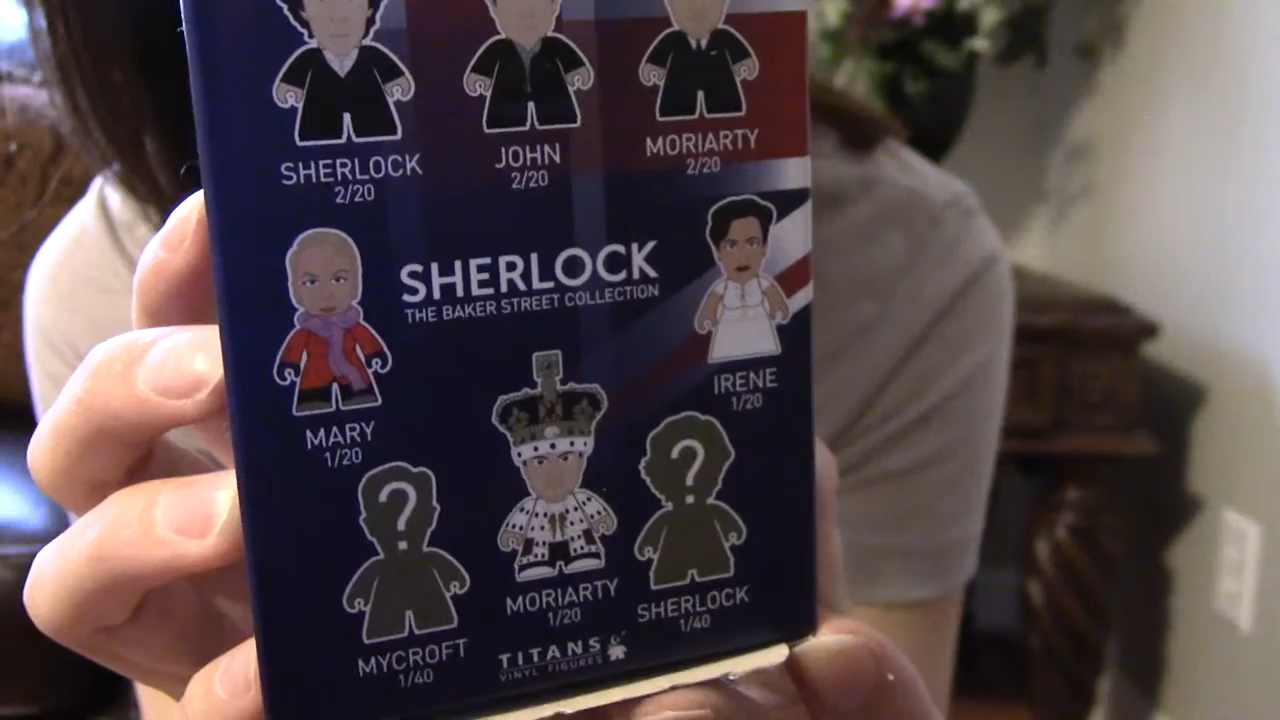 SHERLOCK
2/20
JOHN
2/20
MORIARTY
2/20
SHERLOCK
THE BAKER STREET COLLECTION
MARY
1/20
IRENE
1/20
?
?
MORIARTY
1/20
SHERLOCK
1/40
MYCROFT
1/40
TITANS
VINYL FIGURES